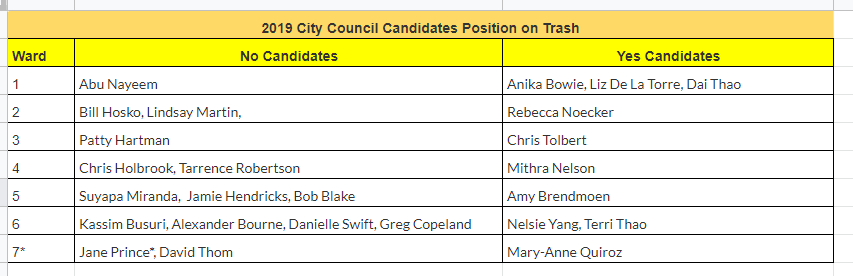 2019 City Council Candidates Position on Trash
Ward No Candidates Yes Candidates
1 Abu Nayeem Anika Bowie, Liz De La Torre, Dai Thao
2 Bill Hosko, Lindsay Martin, Rebecca Noecker
3 Patty Hartman Chris Tolbert
4 Chris Holbrook, Tarrence Robertson Mithra Nelson
5 Suyapa Miranda, Jamie Hendricks, Bob Blake Amy Brendmoen
6 Kassim Busuri, Alexander Bourne, Danielle Swift, Greg Copeland Nelsie Yang, Terri Thao
7* Jane Prince*, David Thom Mary-Anne Quiroz